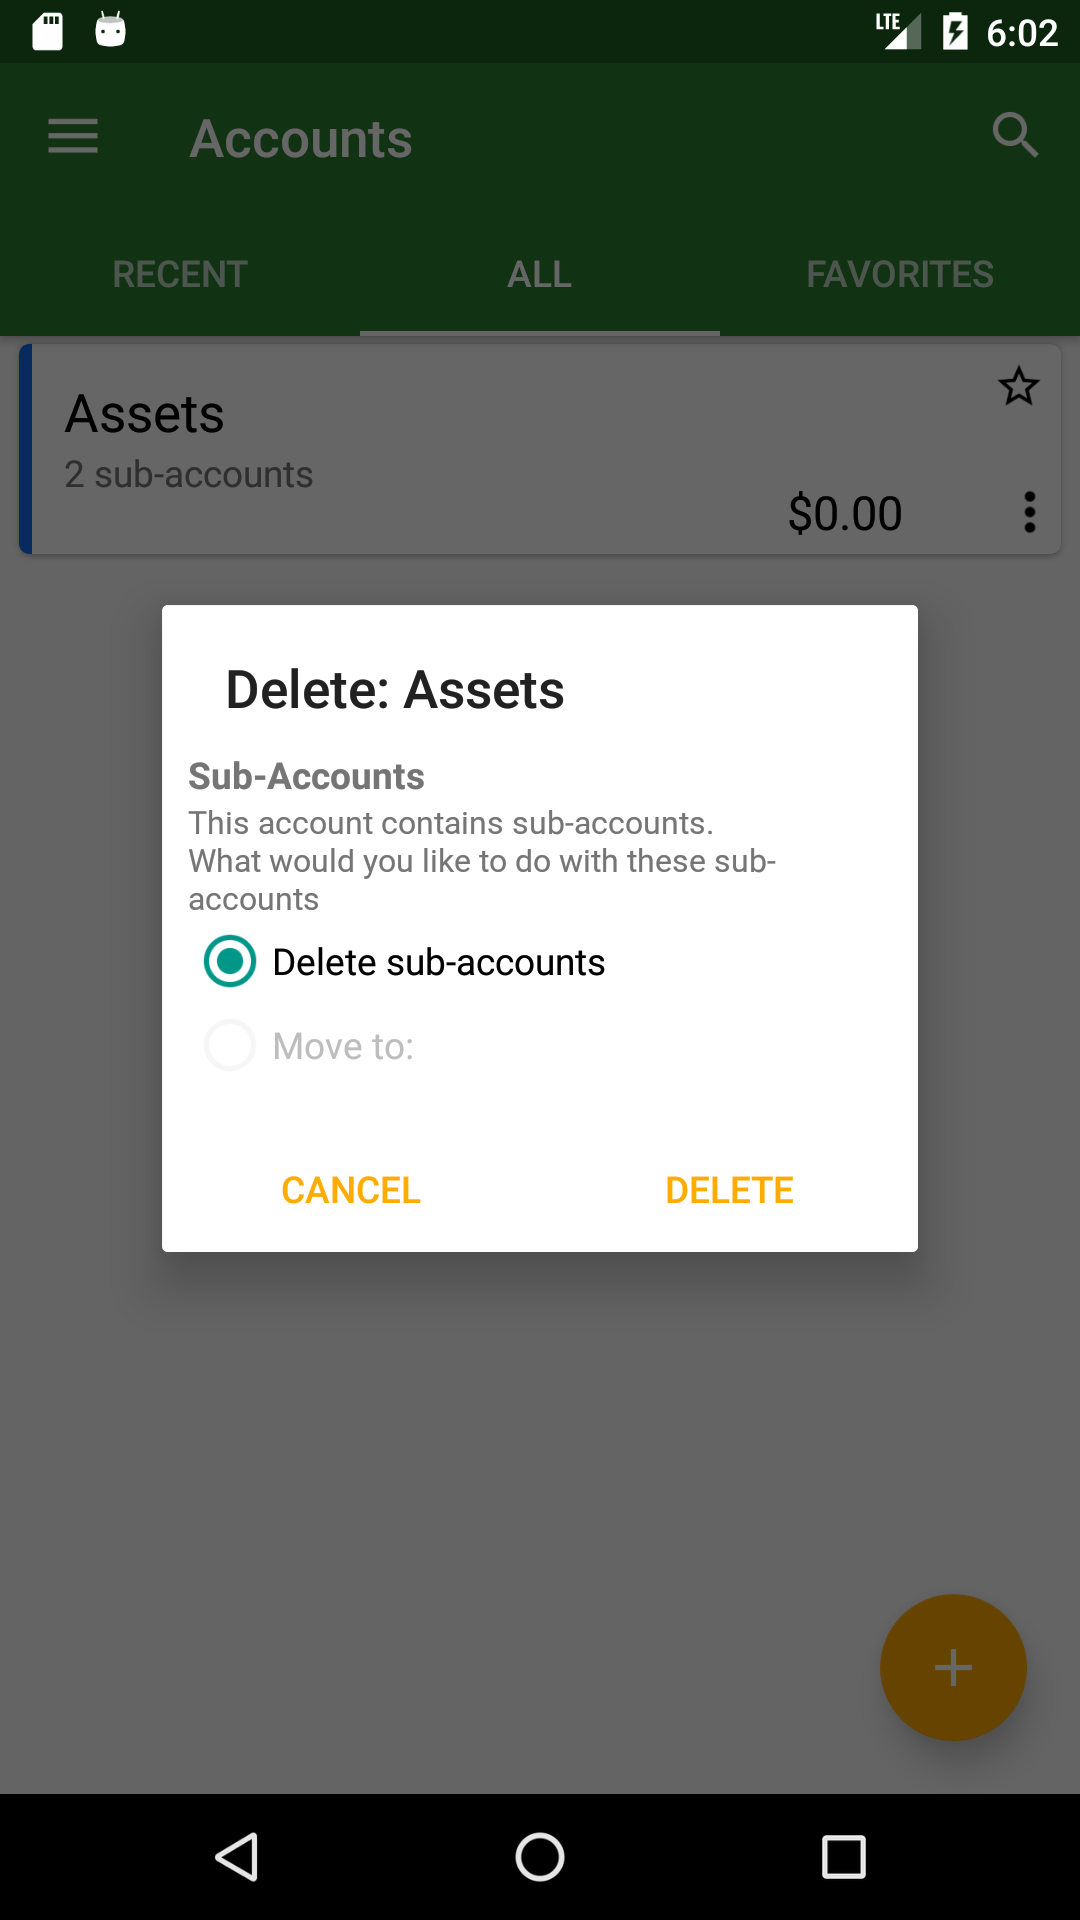 LTE 6:02
Accounts
RECENT ALL FAVORITES
Assets
2 sub-accounts
$0.00
Delete: Assets
Sub-Accounts
This account contains sub-accounts.
What would you like to do with these sub-
accounts
Delete sub-accounts
Move to:
CANCEL DELETE